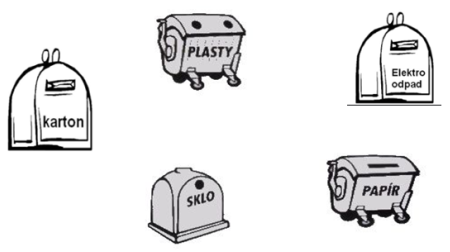 PLASTY
Elektro
odpad
karton
SKLO
PAPÍR